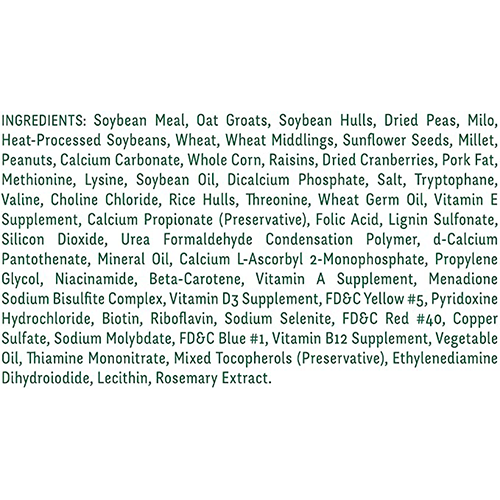 INGREDIENTS: Soybean Meal, Oat Groats, Soybean Hulls, Dried Peas, Milo,
Heat-Processed Soybeans, Wheat, Wheat Middlings, Sunflower Seeds, Millet,
Peanuts, Calcium Carbonate, Whole Corn, Raisins, Dried Cranberries, Pork Fat,
Methionine, Lysine, Soybean Oil, Dicalcium Phosphate, Salt, Tryptophane,
Valine, Choline Chloride, Rice Hulls, Threonine, Wheat Germ Oil, Vitamin E
Supplement, Calcium Propionate (Preservative), Folic Acid, Lignin Sulfonate,
Silicon Dioxide, Urea Formaldehyde Condensation Polymer, d-Calcium
Pantothenate, Mineral Oil, Calcium L-Ascorbyl 2-Monophosphate, Propylene
Glycol, Niacinamide, Beta-Carotene, Vitamin A Supplement, Menadione
Sodium Bisulfite Complex, Vitamin D3 Supplement, FD&C Yellow #5, Pyridoxine
Hydrochloride, Biotin, Riboflavin, Sodium Selenite, FD&C Red #40, Copper
Sulfate, Sodium Molybdate, FD&C Blue #1, Vitamin B12 Supplement, Vegetable
Oil, Thiamine Mononitrate, Mixed Tocopherols (Preservative), Ethylenediamine
Dihydroiodide, Lecithin, Rosemary Extract.